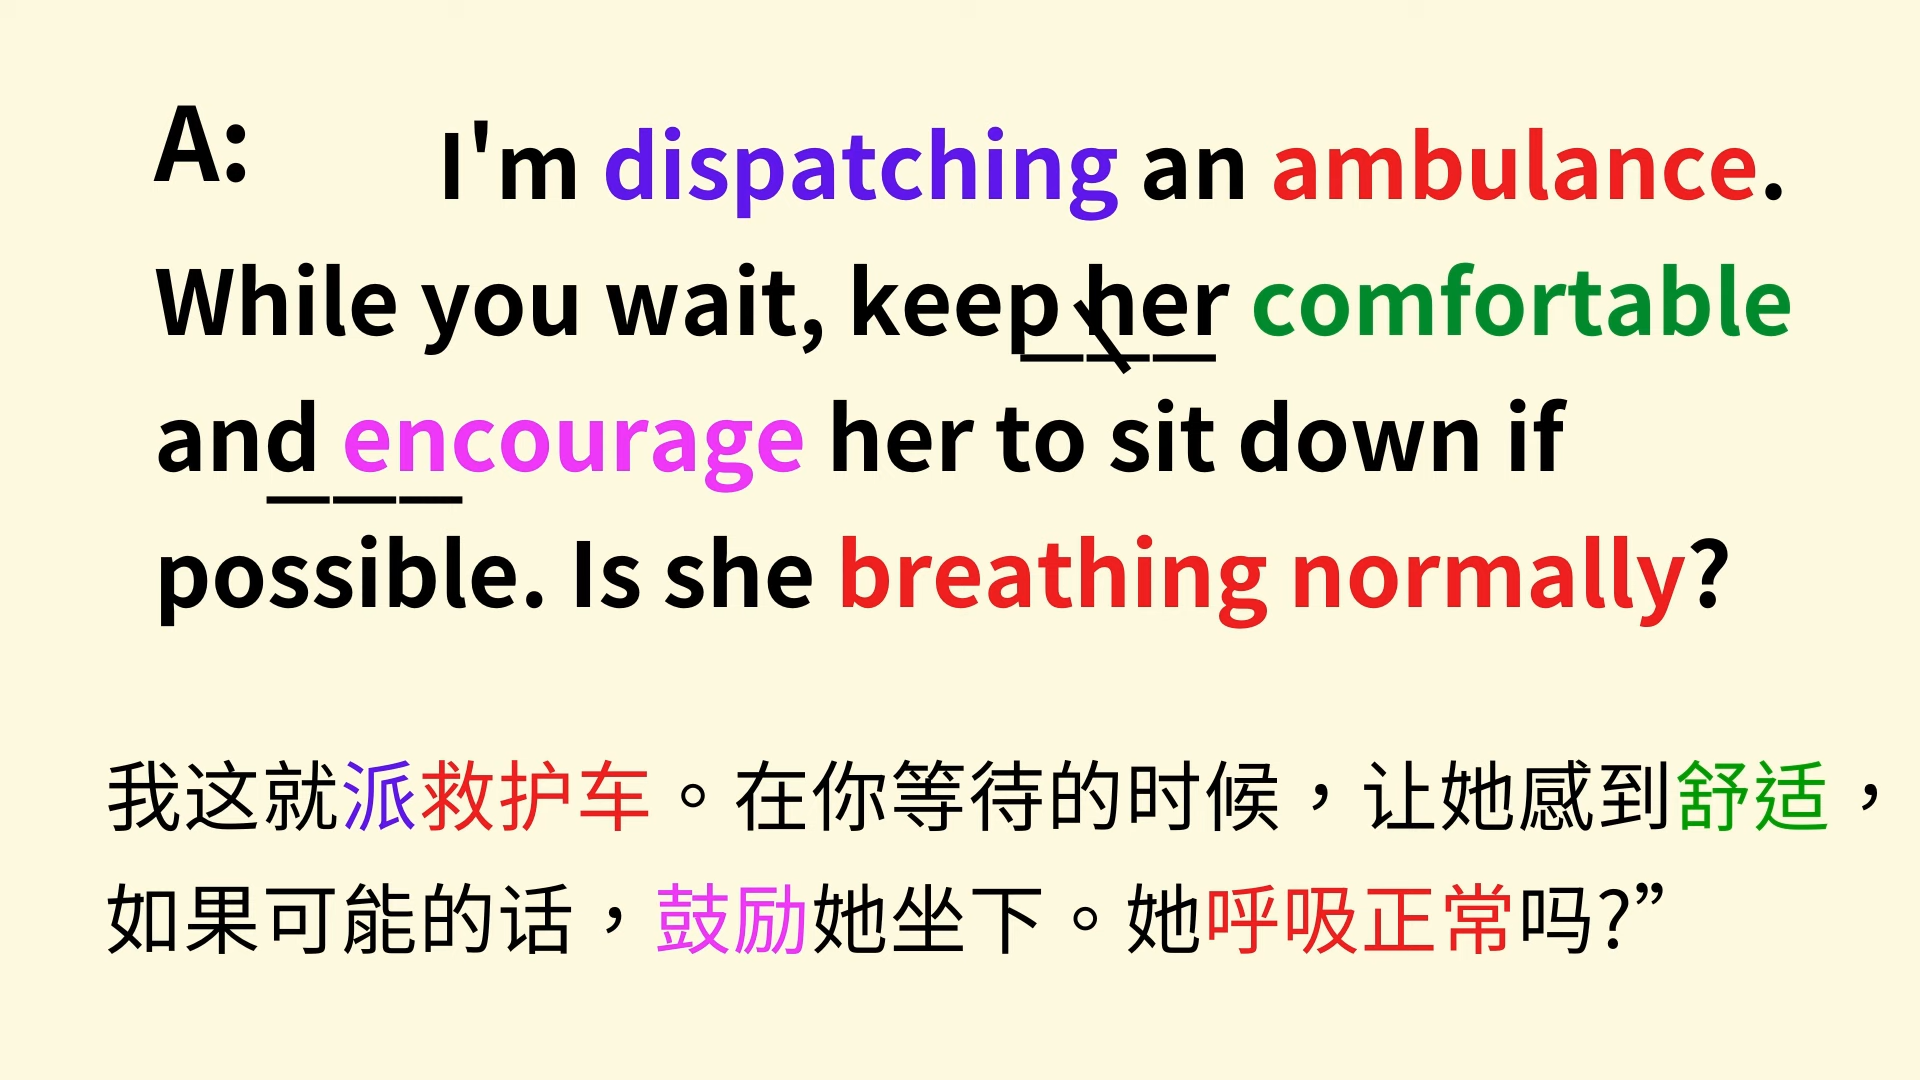 A: I'm dispatching an ambulance.
While you wait, keep her comfortable
and encourage her to sit down if
possible. Is she breathing normally?
我这就派救护车。在你等待的时候，让她感到舒适，
如果可能的话，鼓励她坐下。她呼吸正常吗?”